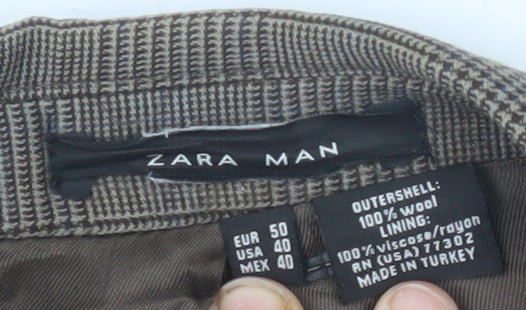 ZARA MAN
EUR 50
USA 40
MEX 40
OUTERSHELL:
100% wool
LINING:
100% viscose/rayon
RN (USA) 77302
MADE IN TURKEY